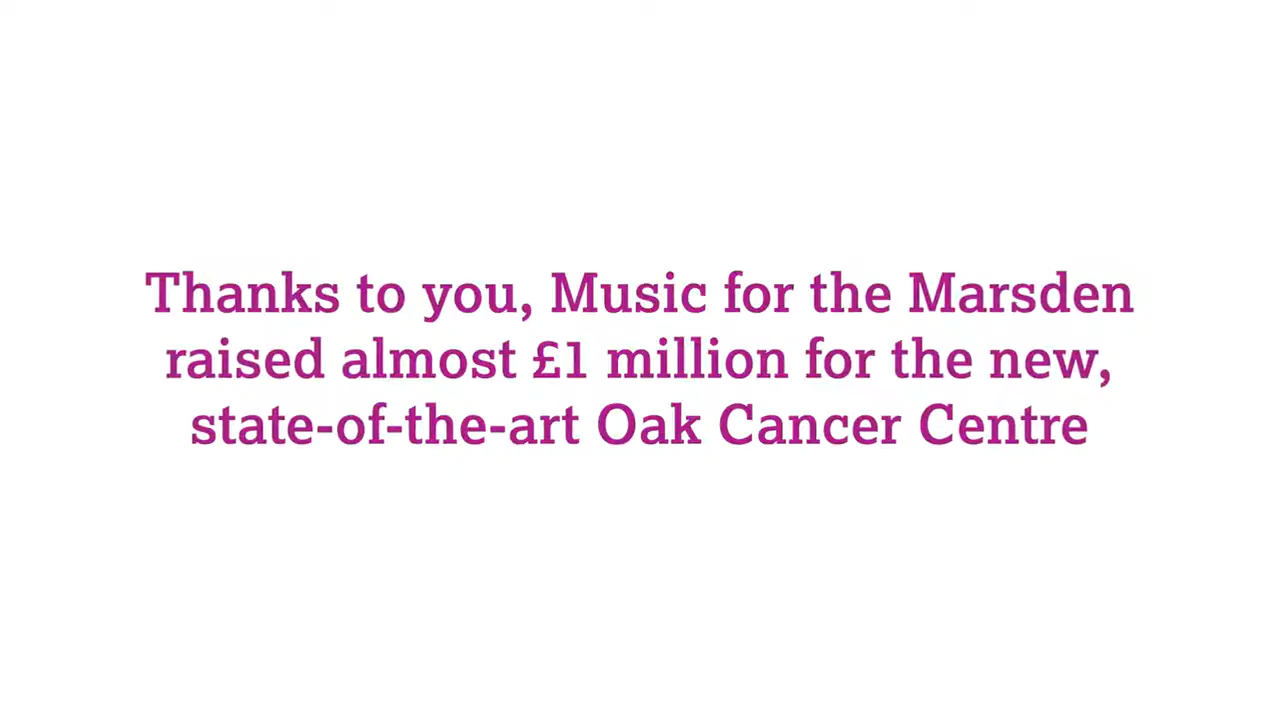 Thanks to you, Music for the Marsden
raised almost £1 million for the new,
state-of-the-art Oak Cancer Centre